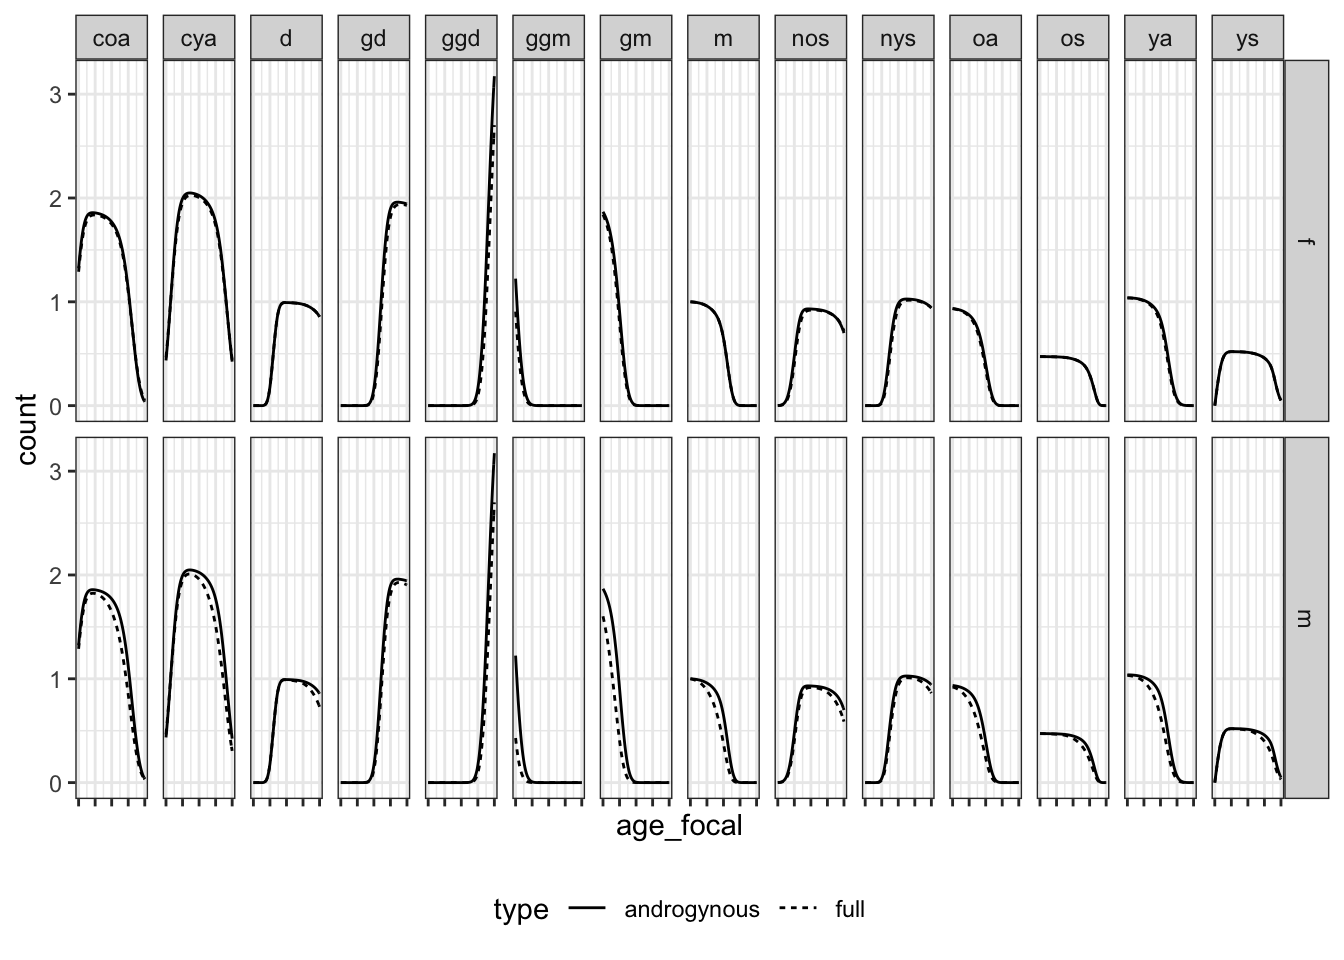 coa cya d gd ggd ggm gm m nos nys oa os ya ys
3
2
1
0
f
count
3
2
1
0
m
age_focal
type androgynous full